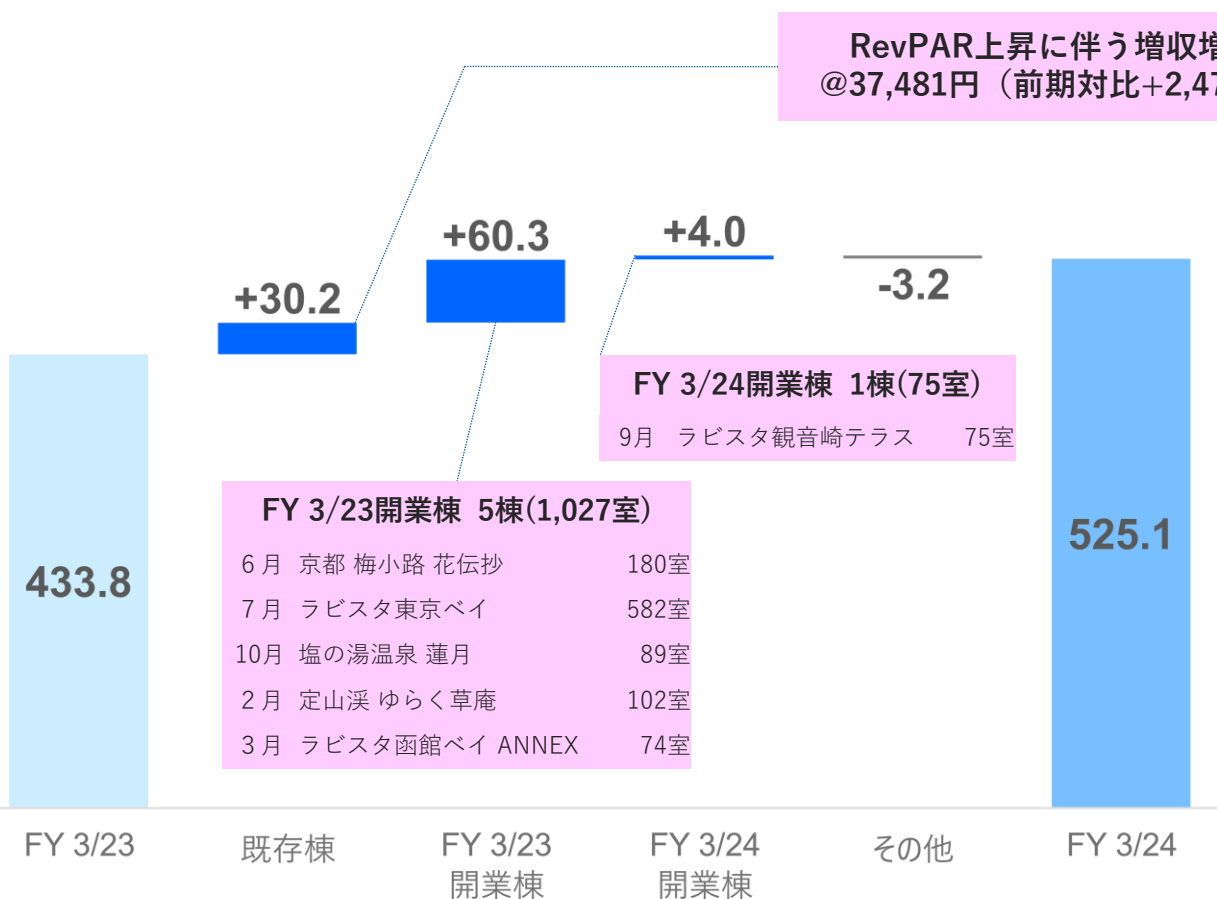 RevPAR上昇に伴う増収
@37,481円（前期対比+2,47
+60.3
+4.0
+30.2
-3.2
FY 3/24開業棟 1棟(75室)
9月 ラビスタ観音崎テラス 75室
FY 3/23開業棟 5棟(1,027室)
6月 京都 梅小路 花伝抄 180室
7月 ラビスタ東京ベイ 582室
10月 塩の湯温泉 蓮月 89室
2月 定山渓 ゆらく草庵 102室
3月 ラビスタ函館ベイ ANNEX 74室
433.8
525.1
FY 3/23
既存棟
FY 3/23
開業棟
FY 3/24
開業棟
その他
FY 3/24